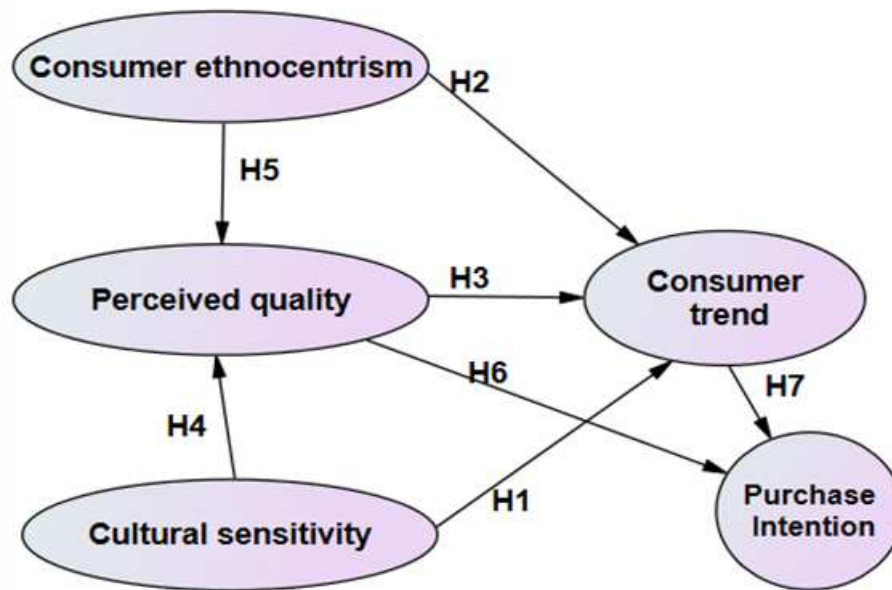 Consumer ethnocentrism
H2
H5
Perceived quality
H3
Consumer
trend
H6
H7
H4
H1
Cultural sensitivity
Purchase
Intention